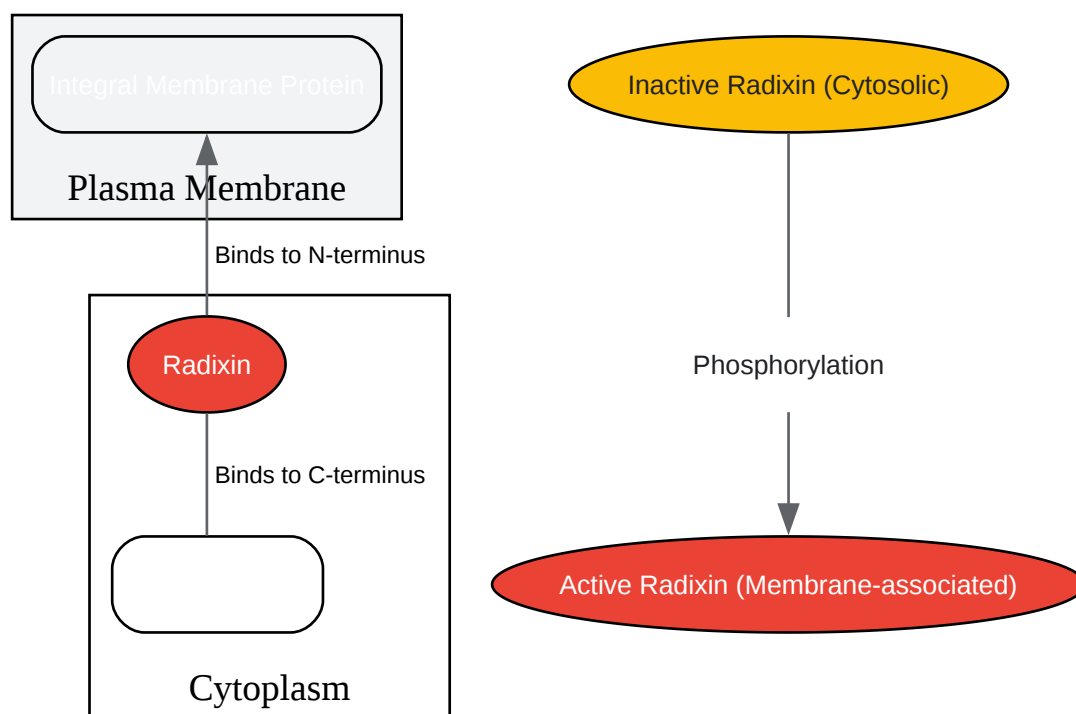 Integral Membrane Protein
Plasma Membrane
Binds to N-terminus
Radixin
Binds to C-terminus
Cytoplasm
Inactive Radixin (Cytosolic)
Phosphorylation
Active Radixin (Membrane-associated)